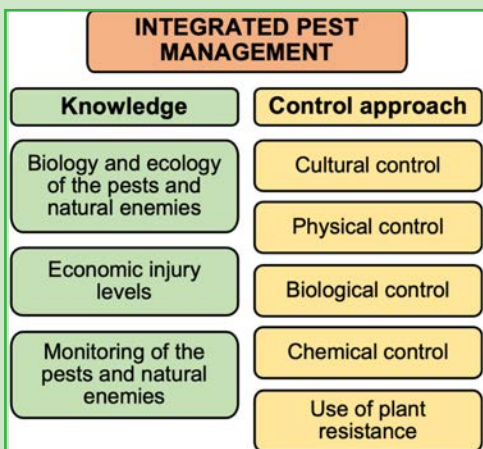 INTEGRATED PEST
MANAGEMENT
Knowledge
Biology and ecology
of the pests and
natural enemies
Economic injury
levels
Monitoring of the
pests and natural
enemies
Control approach
Cultural control
Physical control
Biological control
Chemical control
Use of plant
resistance